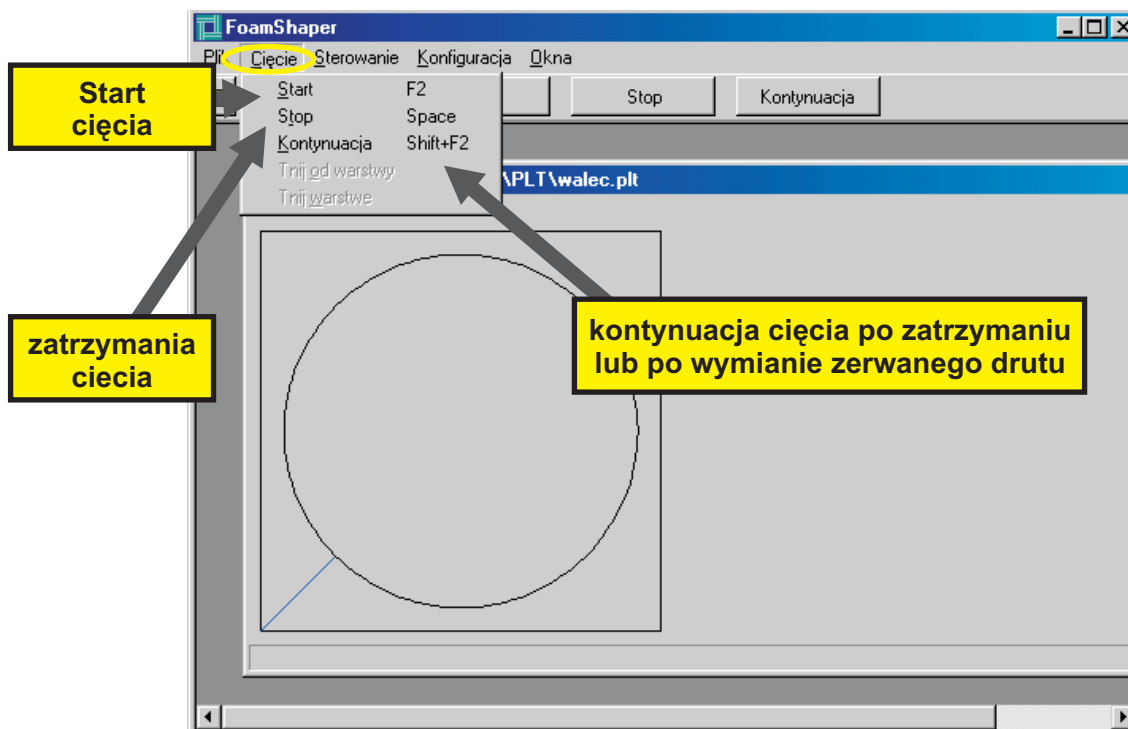 FoamShaper
Plik Cięcie Sterowanie Konfiguracja Okna
Start
cięcia
Start F2
Stop Space
Kontynuacja Shift+F2
Tnij od warstwy
Tnij warstwe
Stop Kontynuacja
\PLT\walec.plt
zatrzymania
ciecia
kontynuacja cięcia po zatrzymaniu
lub po wymianie zerwanego drutu